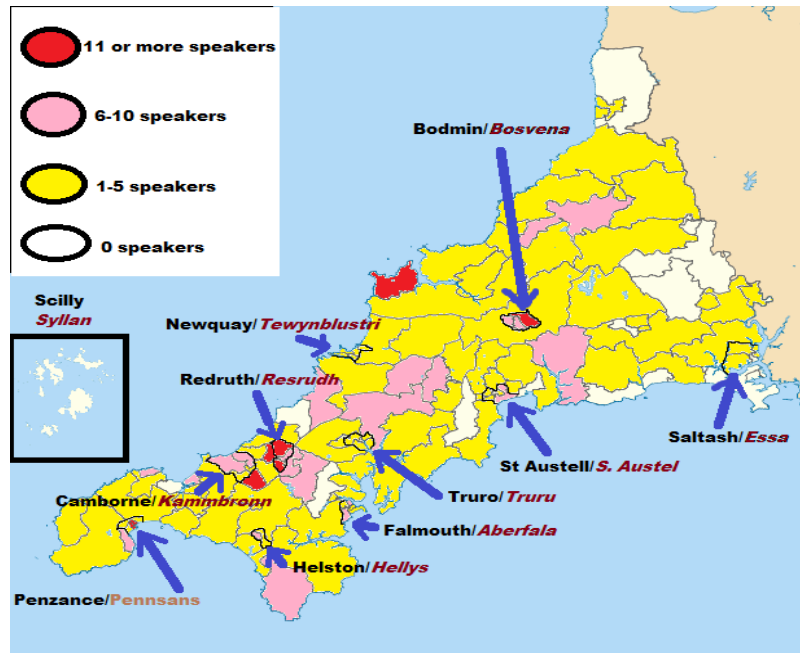 11 or more speakers
6-10 speakers
1-5 speakers
0 speakers
Bodmin/Bosvena
Scilly
Syllan
Newquay/Tewynblustri
Redruth/Resrudh
Saltash/Essa
St Austell/S. Austel
Camborne/Kammbronn
Truro/Truru
Falmouth/Aberfala
Helston/Hellys
Penzance/Pennsans